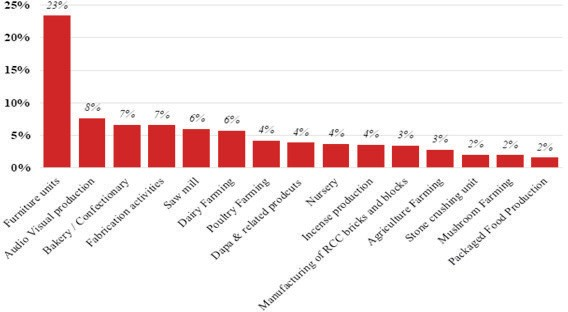 25%
20%
15%
10%
5%
0%
23%
8%
7%
7%
6%
6%
4%
4%
4%
4%
3%
3%
2%
2%
2%
Furniture units
Audio Visual production
Bakery / Confectionary
Fabrication activities
Saw mill
Dairy Farming
Poultry Farming
Dapa & related prodcuts
Nursery
Incense production
Manufacturing of RCC bricks and blocks
Agriculture Farming
Stone crushing unit
Mushroom Farming
Packaged Food Production